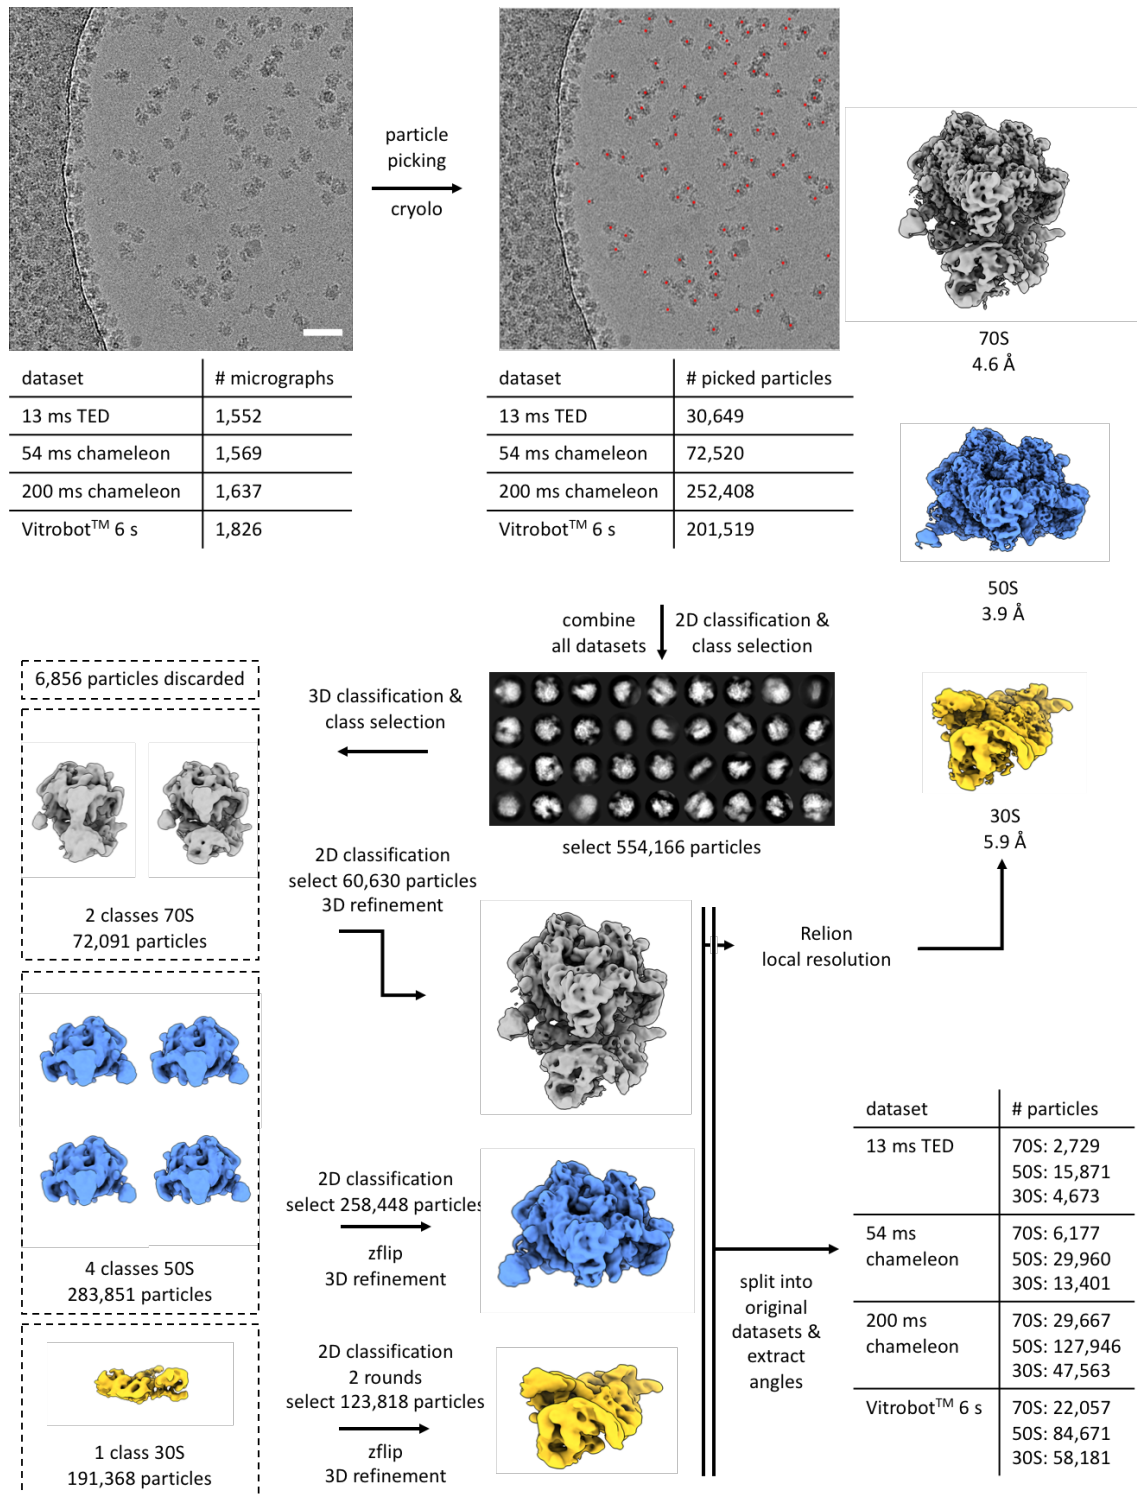 particle
picking
cryolo
dataset # micrographs
13 ms TED 1,552
54 ms chameleon 1,569
200 ms chameleon 1,637
Vitrobot™ 6 s 1,826
dataset # picked particles
13 ms TED 30,649
54 ms chameleon 72,520
200 ms chameleon 252,408
Vitrobot™ 6 s 201,519
70S
4.6 Å
50S
3.9 Å
30S
5.9 Å
combine
all datasets
2D classification &
class selection
select 554,166 particles
3D classification &
class selection
6,856 particles discarded
2 classes 70S
72,091 particles
4 classes 50S
283,851 particles
1 class 30S
191,368 particles
2D classification
select 60,630 particles
3D refinement
2D classification
select 258,448 particles
zflip
3D refinement
2D classification
2 rounds
select 123,818 particles
zflip
3D refinement
Relion
local resolution
split into
original
datasets &
extract
angles
dataset # particles
13 ms TED 70S: 2,729
50S: 15,871
30S: 4,673
54 ms 70S: 6,177
chameleon 50S: 29,960
30S: 13,401
200 ms 70S: 29,667
chameleon 50S: 127,946
30S: 47,563
Vitrobot™ 6 s 70S: 22,057
50S: 84,671
30S: 58,181